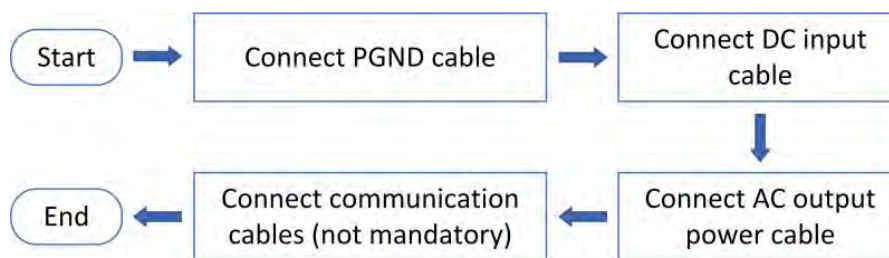 Start
Connect PGND cable
Connect DC input
cable
Connect AC output
power cable
Connect communication
cables (not mandatory)
End